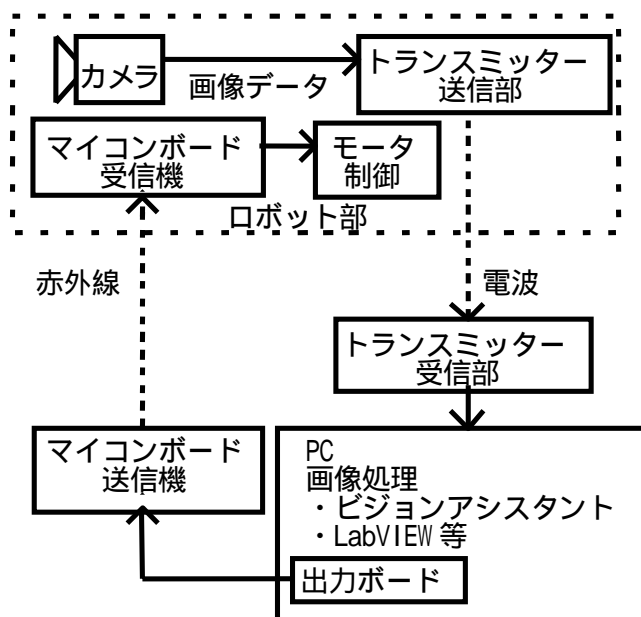 カメラ
画像データ
トランスミッター
送信部
マイコンボード
受信機
モータ
制御
ロボット部
赤外線
電波
トランスミッター
受信部
マイコンボード
送信機
PC
画像処理
・ビジョンアシスタント
・LabVIEW 等
出力ボード